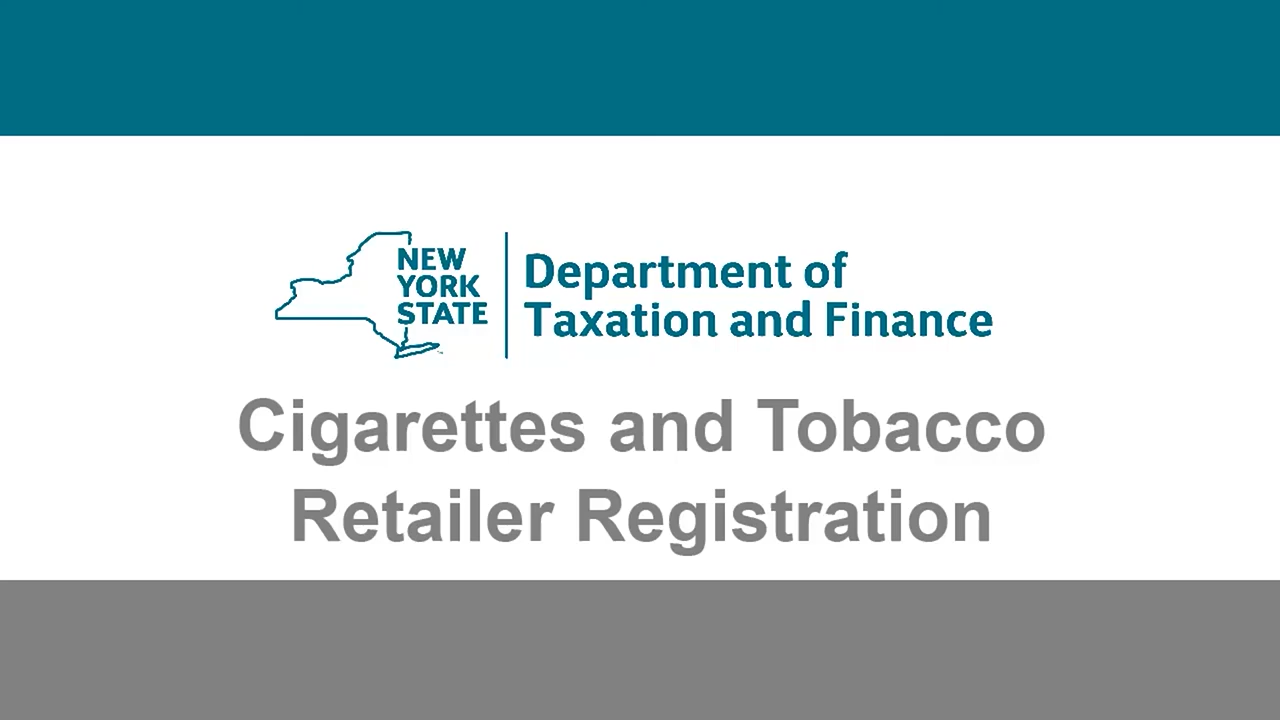 NEW
YORK
STATE
Department of
Taxation and Finance
Cigarettes and Tobacco
Retailer Registration